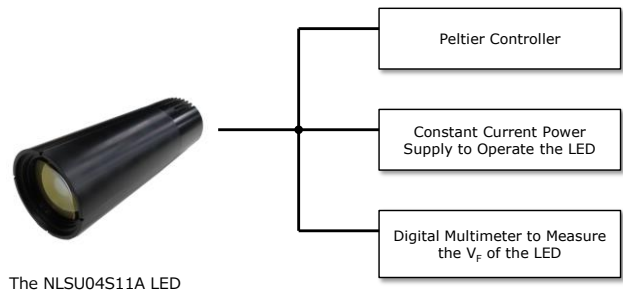 Peltier Controller
Constant Current Power
Supply to Operate the LED
Digital Multimeter to Measure
the VF of the LED
The NLSU04S11A LED